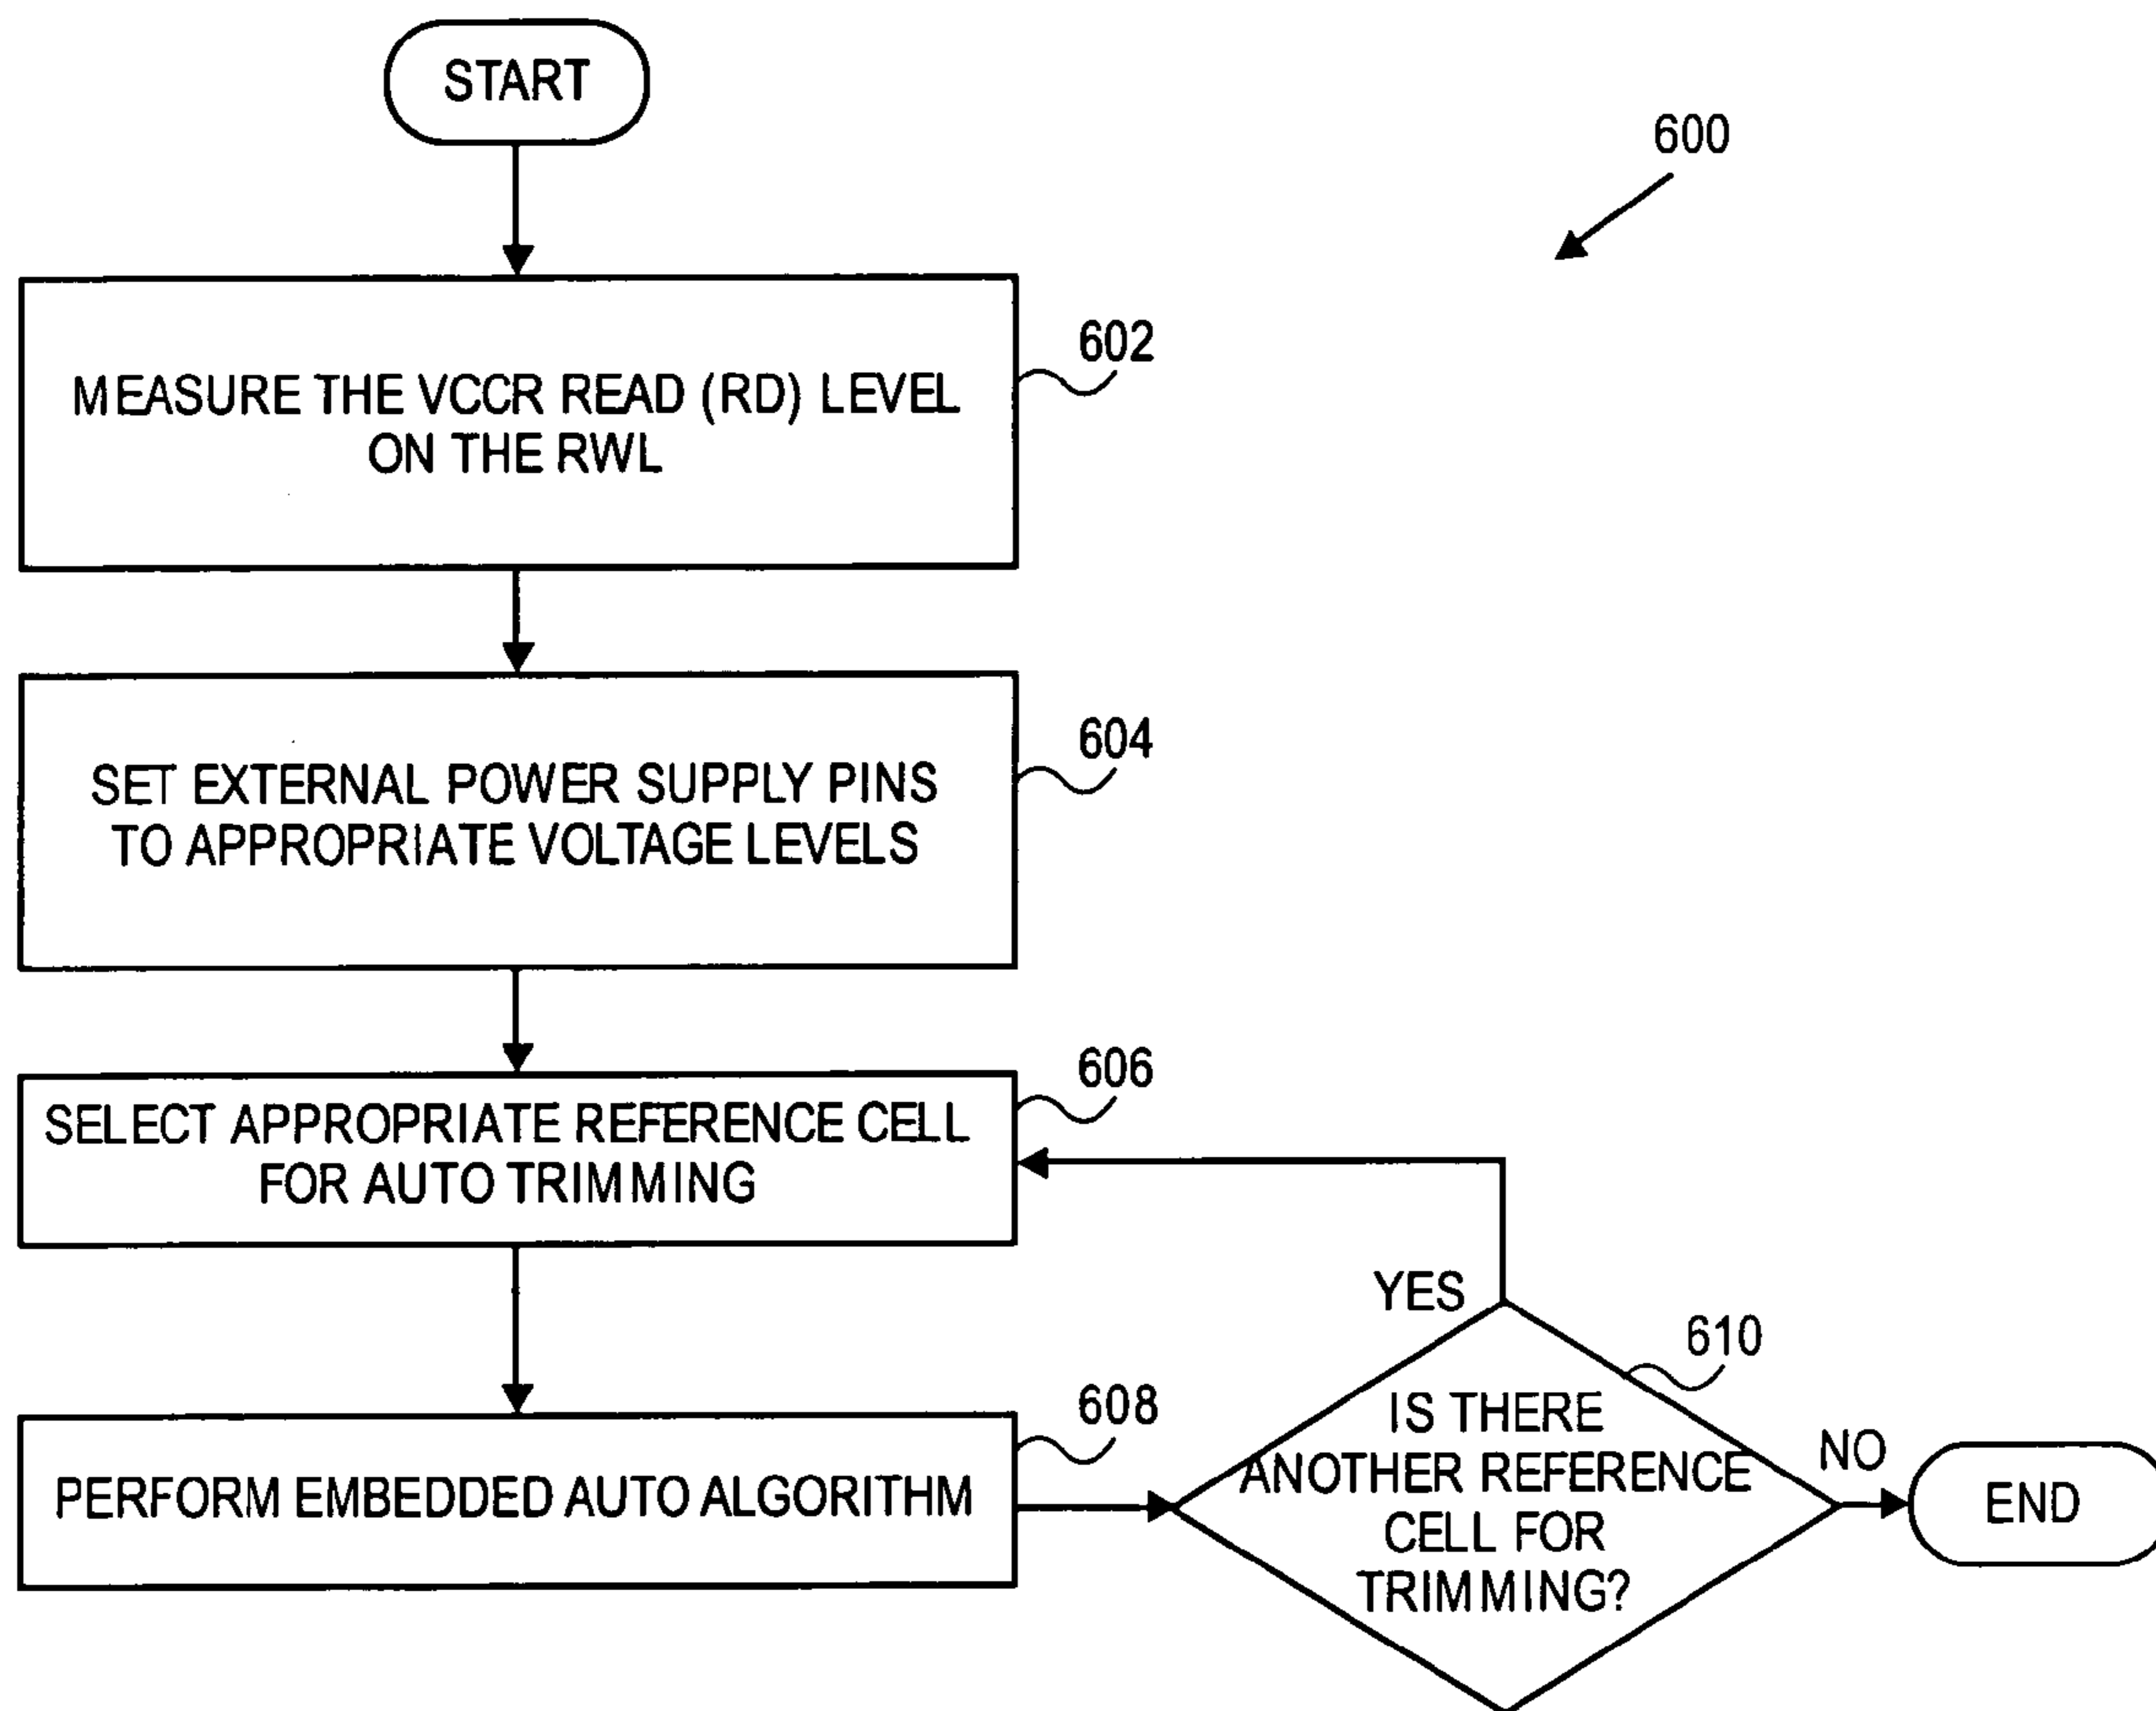 START
600
602
MEASURE THE VCCR READ (RD) LEVEL
ON THE RWL
604
SET EXTERNAL POWER SUPPLY PINS
TO APPROPRIATE VOLTAGE LEVELS
606
SELECT APPROPRIATE REFERENCE CELL
FOR AUTO TRIMMING
YES
610
608
PERFORM EMBEDDED AUTO ALGORITHM
IS THERE
ANOTHER REFERENCE
CELL FOR
TRIMMING?
NO
END